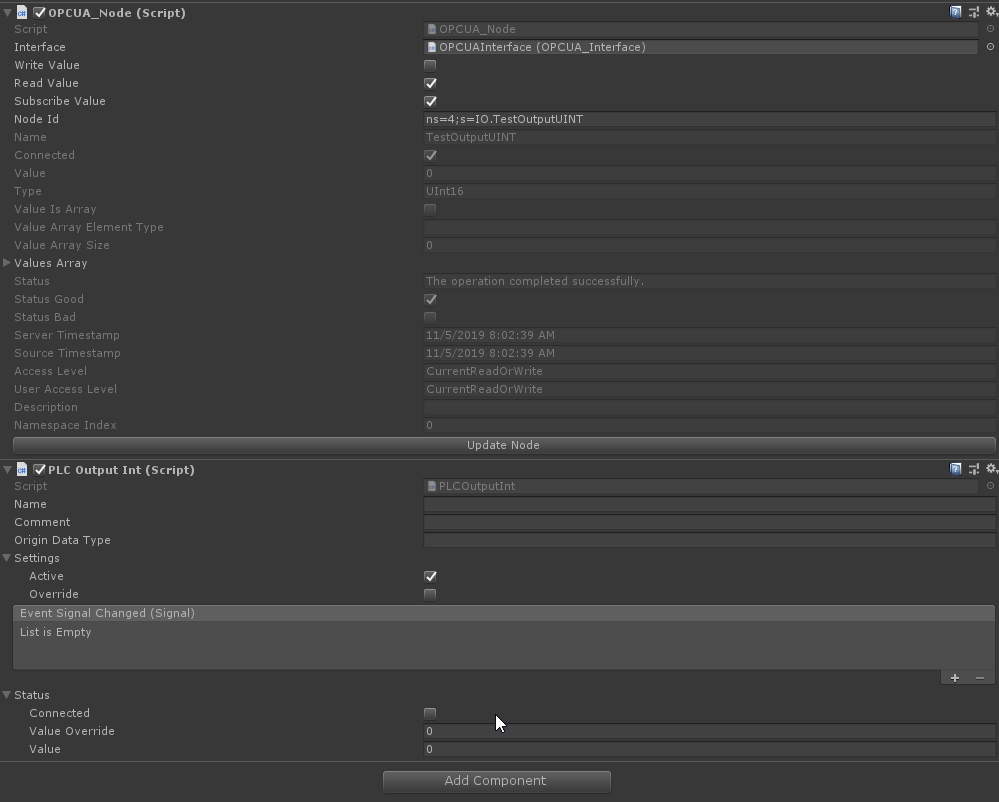 OPCUA_Node (Script)
Script OPCUA_Node
Interface OPCUAInterface (OPCUA_Interface)
Write Value
Read Value
Subscribe Value
Node Id ns=4;s=IO.TestOutputUINT
Name TestOutputUINT
Connected
Value 0
Type UInt16
Value Is Array
Value Array Element Type
Value Array Size 0
Values Array
Status The operation completed successfully.
Status Good
Status Bad
Server Timestamp 11/5/2019 8:02:39 AM
Source Timestamp 11/5/2019 8:02:39 AM
Access Level CurrentReadOrWrite
User Access Level CurrentReadOrWrite
Description
Namespace Index 0
Update Node
PLC Output Int (Script)
Script PLCOutputInt
Name
Comment
Origin Data Type
Settings
Active
Override
Event Signal Changed (Signal)
List is Empty
Status
Connected
Value Override 0
Value 0
Add Component